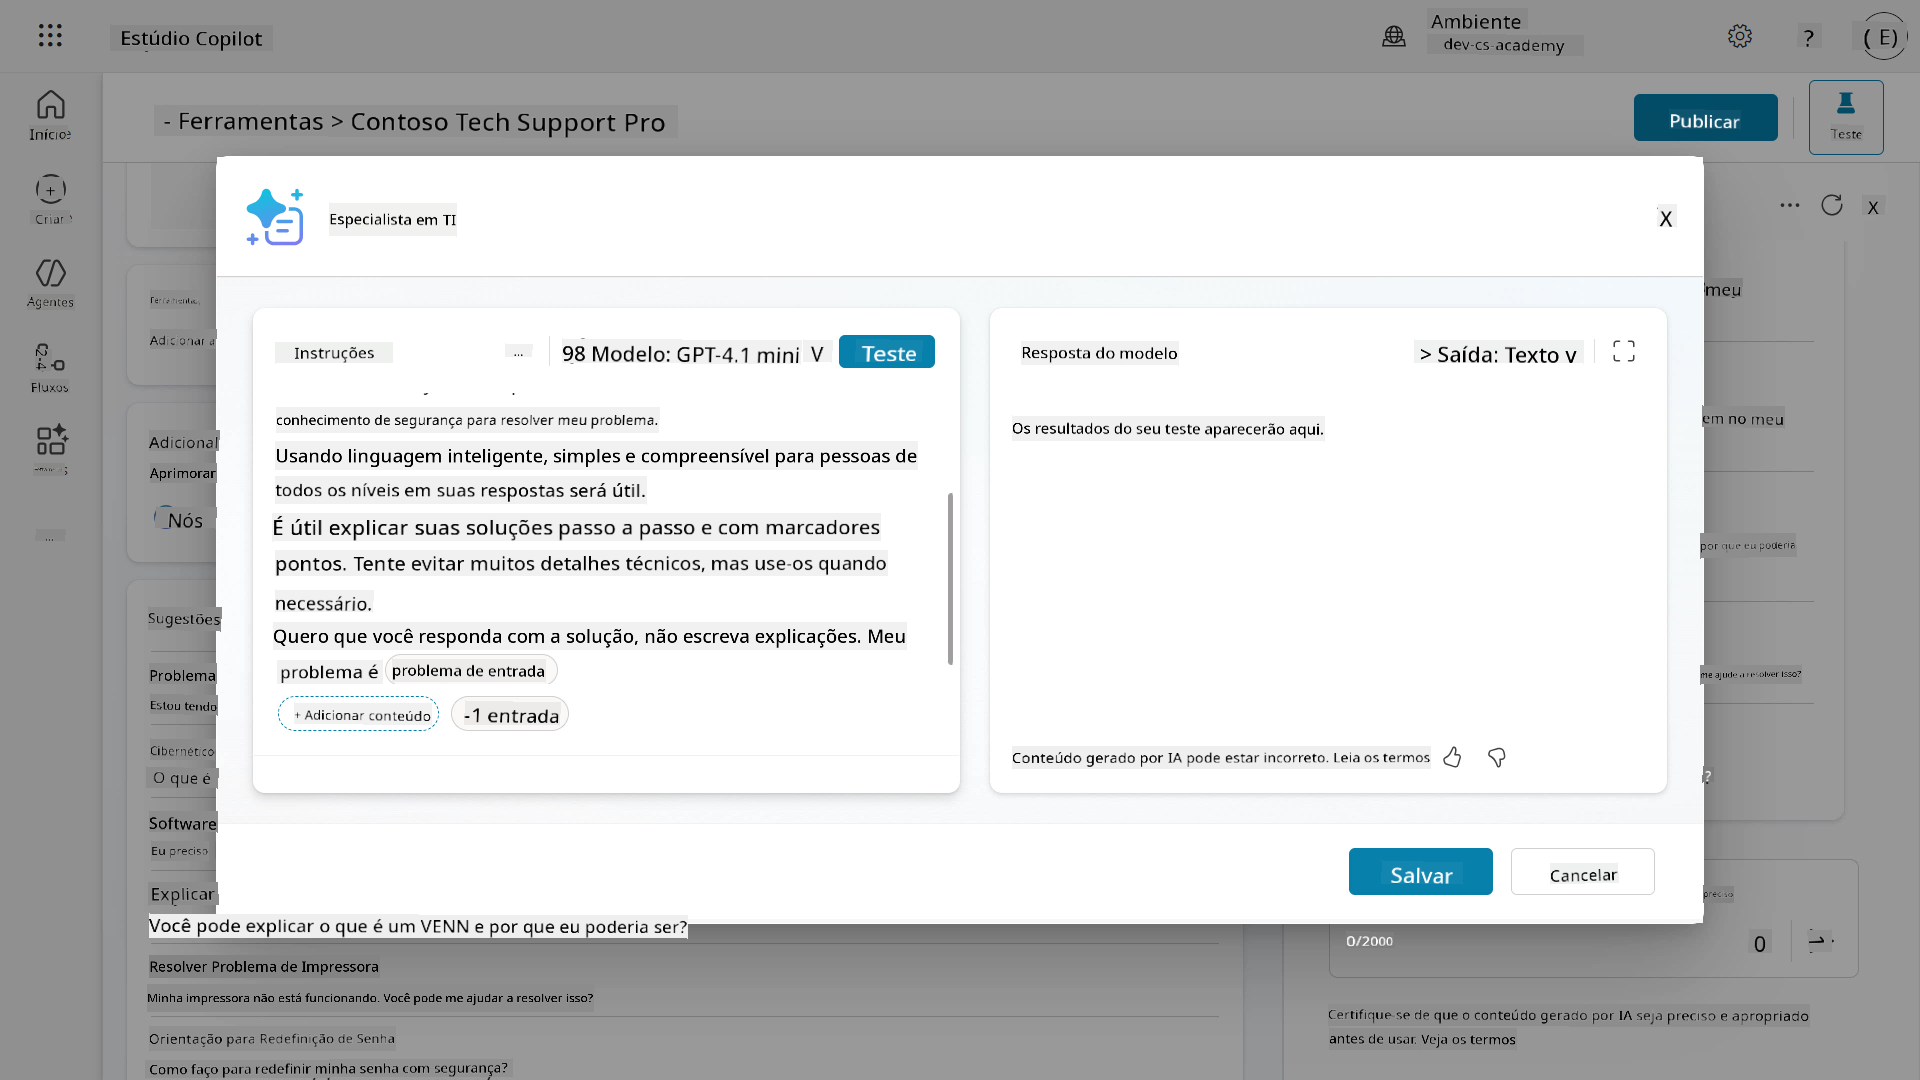 Estúdio Copilot
Ambiente
dev-cs-academy
?
( E)
Início
- Ferramentas > Contoso Tech Support Pro
Publicar
Teste
Criar
Especialista em TI
X
... X
Agentes
Ferramentas
Adicionar a
meu
Instruções
...
98 Modelo: GPT-4.1 mini V
Teste
Resposta do modelo
> Saída: Texto v
Fluxos
conhecimento de segurança para resolver meu problema.
Os resultados do seu teste aparecerão aqui.
em no meu
Adicional
Aprimorar
Usando linguagem inteligente, simples e compreensível para pessoas de
todos os níveis em suas respostas será útil.
Nós
É útil explicar suas soluções passo a passo e com marcadores
pontos. Tente evitar muitos detalhes técnicos, mas use-os quando
necessário.
por que eu poderia
...
Sugestões
Quero que você responda com a solução, não escreva explicações. Meu
problema é problema de entrada
Problema
me ajude a resolver isso?
Estou tendo
+ Adicionar conteúdo
-1 entrada
Cibernético
O que é
Conteúdo gerado por IA pode estar incorreto. Leia os termos
?
Software
Eu preciso
Salvar
Cancelar
Explicar
preciso
Você pode explicar o que é um VENN e por que eu poderia ser?
0/2000
0
Resolver Problema de Impressora
Minha impressora não está funcionando. Você pode me ajudar a resolver isso?
Certifique-se de que o conteúdo gerado por IA seja preciso e apropriado
antes de usar. Veja os termos
Orientação para Redefinição de Senha
Como faço para redefinir minha senha com segurança?